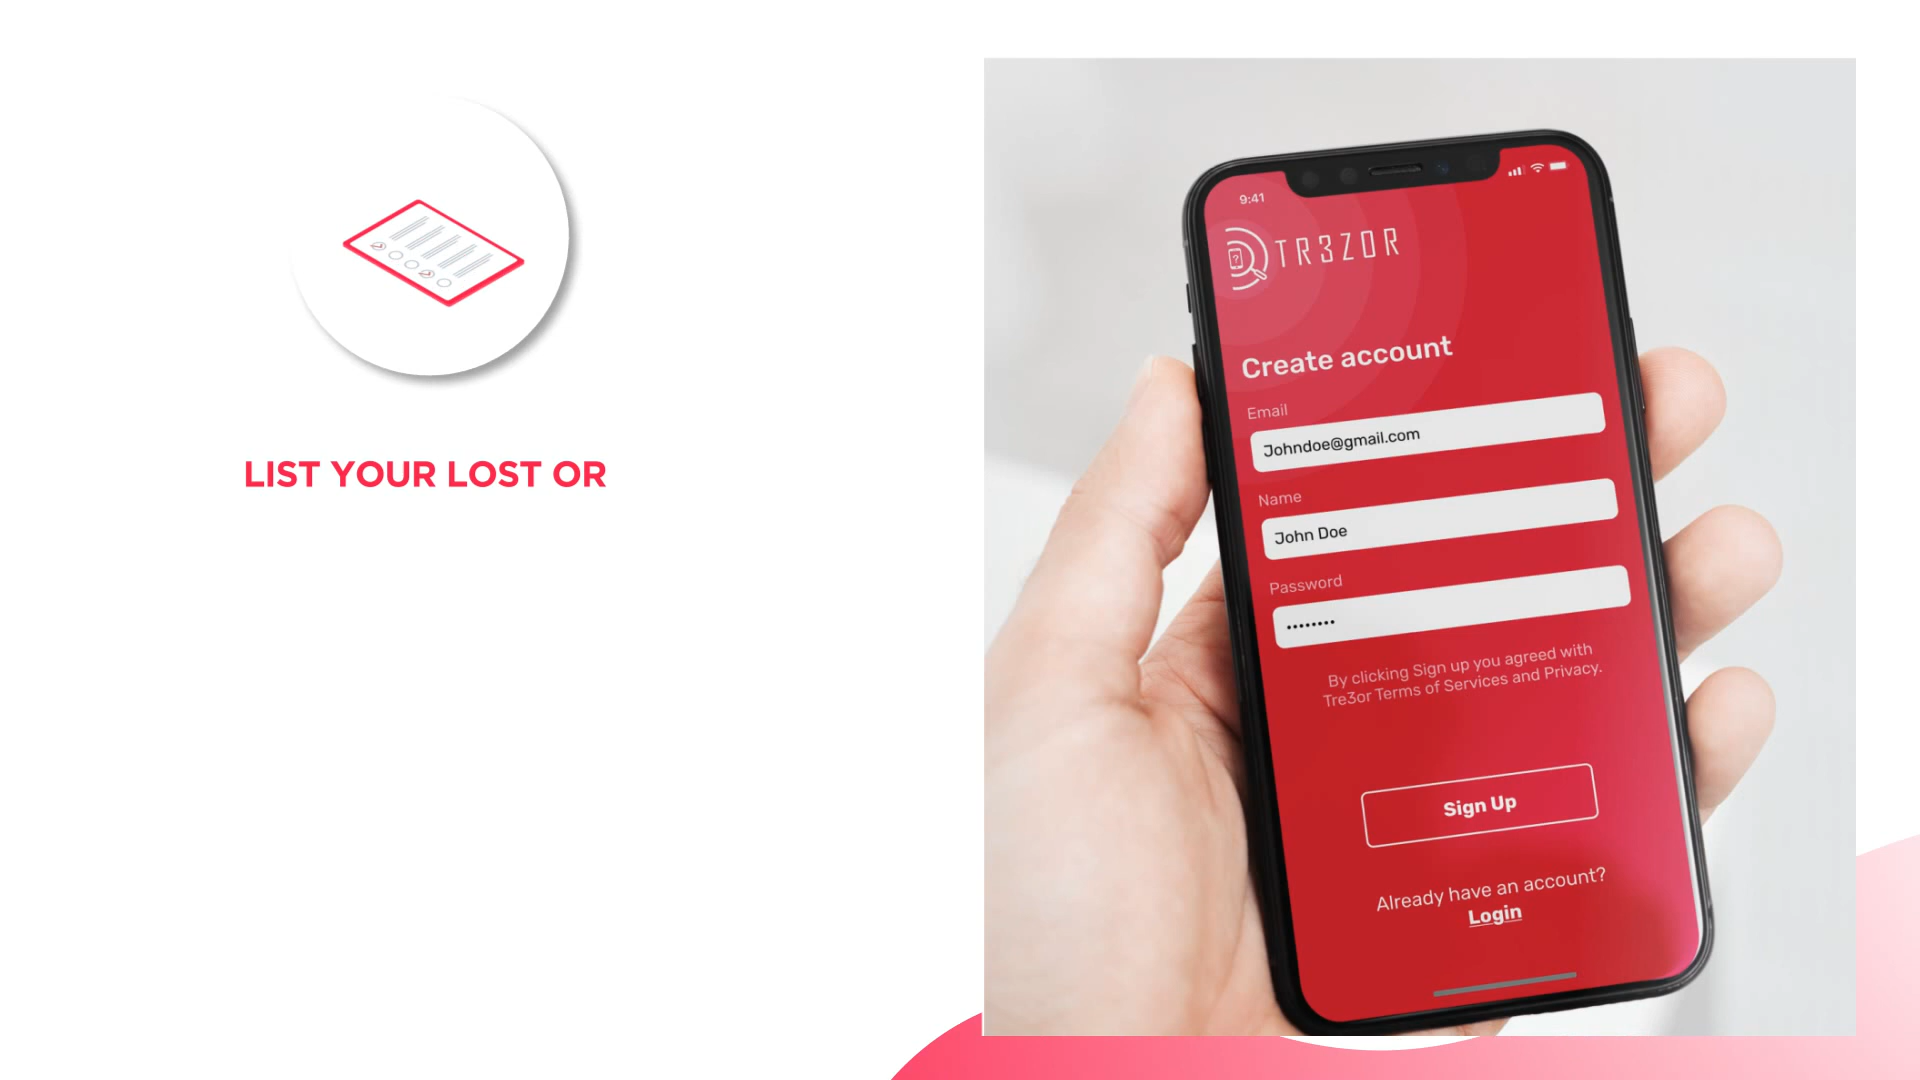 LIST YOUR LOST OR
9:41
TR3ZOR
Create account
Email
Johndoe@gmail.com
Name
John Doe
Password
••••••••
By clicking Sign up you agreed with
Tre3or Terms of Services and Privacy.
Sign Up
Already have an account?
Login